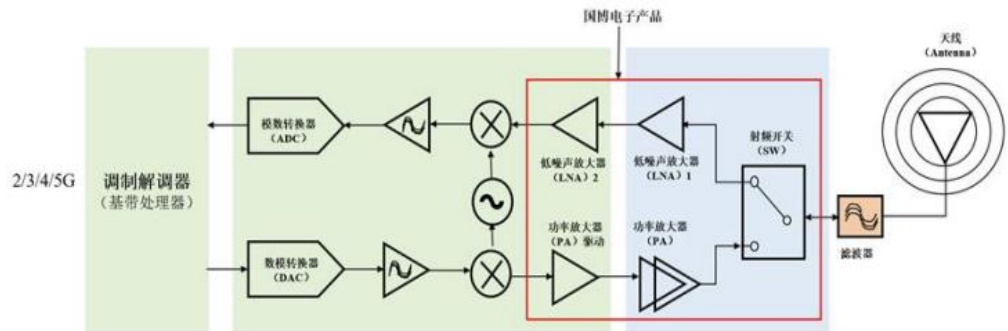 国博电子产品
天线
(Antenna)
模数转换器
(ADC)
低噪声放大器
(LNA) 2
低噪声放大器
(LNA) 1
射频开关
(SW)
2/3/4/5G
调制解调器
(基带处理器)
功率放大器
(PA) 驱动
功率放大器
(PA)
滤波器
数模转换器
(DAC)